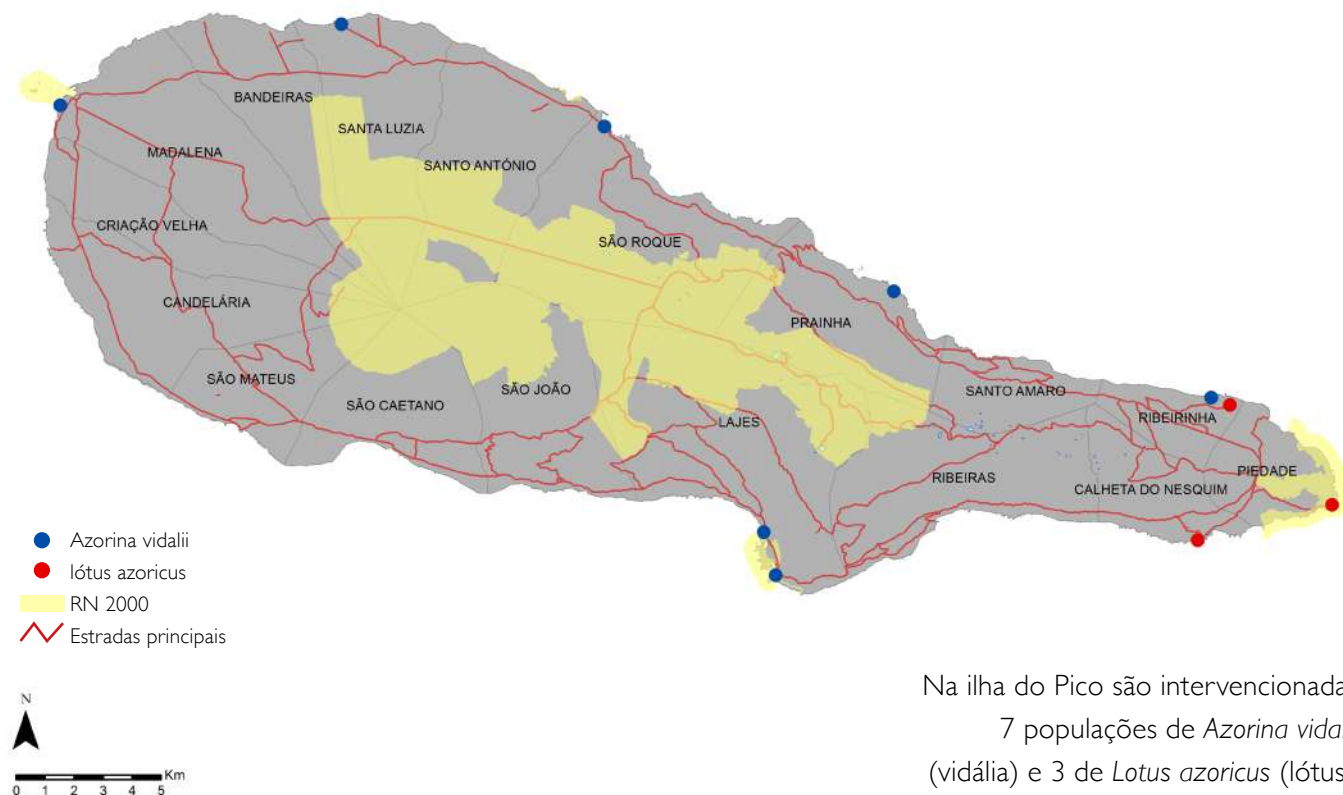 BANDEIRAS
SANTA LUZIA
MADALENA
SANTO ANTÓNIO
CRIAÇÃO VELHA
SÃO ROQUE
CANDELÁRIA
PRAINHA
SÃO MATEUS
SÃO JOÃO
SANTO AMARO
SÃO CAETANO
LAJES
RIBEIRINHA
PIEDADE
RIBEIRAS
CALHETA DO NESQUIM
Azorina vidalii
lótus azoricus
RN 2000
Estradas principais
N
Km
0 1 2 3 4 5
Na ilha do Pico são intervencionada
7 populações de Azorina vida
(vidália) e 3 de Lotus azoricus (lótus